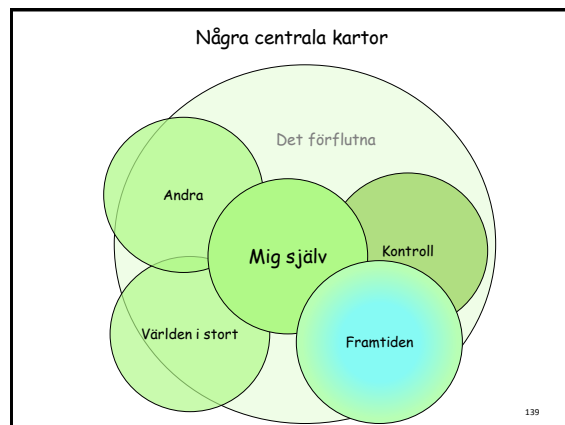 Några centrala kartor
Det förflutna
Andra
Mig själv
Kontroll
Världen i stort
Framtiden
139